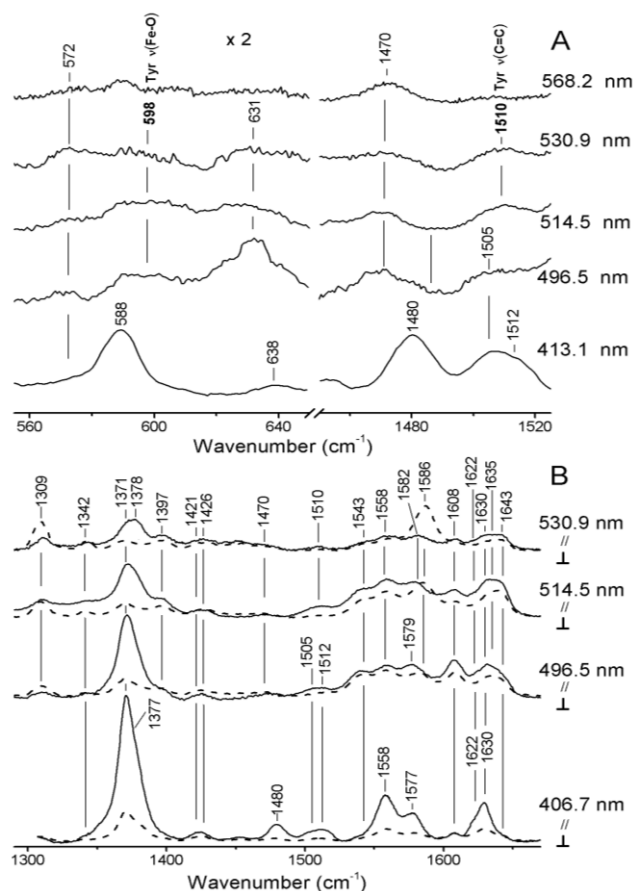 x 2
A
572
Tyr ν(Fe-O)
598
631
1470
Tyr ν(C=C)
1510
568.2 nm
530.9 nm
514.5 nm
1505
496.5 nm
588
638
1480
1512
413.1 nm
560 600 640 1480 1520
Wavenumber (cm-1)
B
1309 1342 1371 1378 1397 1421 1426 1470 1510 1543 1558 1582 1586 1608 1622 1630 1635 1643
530.9 nm
//
⊥
514.5 nm
//
⊥
1505 1512 1579
496.5 nm
//
⊥
1377
1480 1558 1577 1622 1630
406.7 nm
//
⊥
1300 1400 1500 1600
Wavenumber (cm-1)